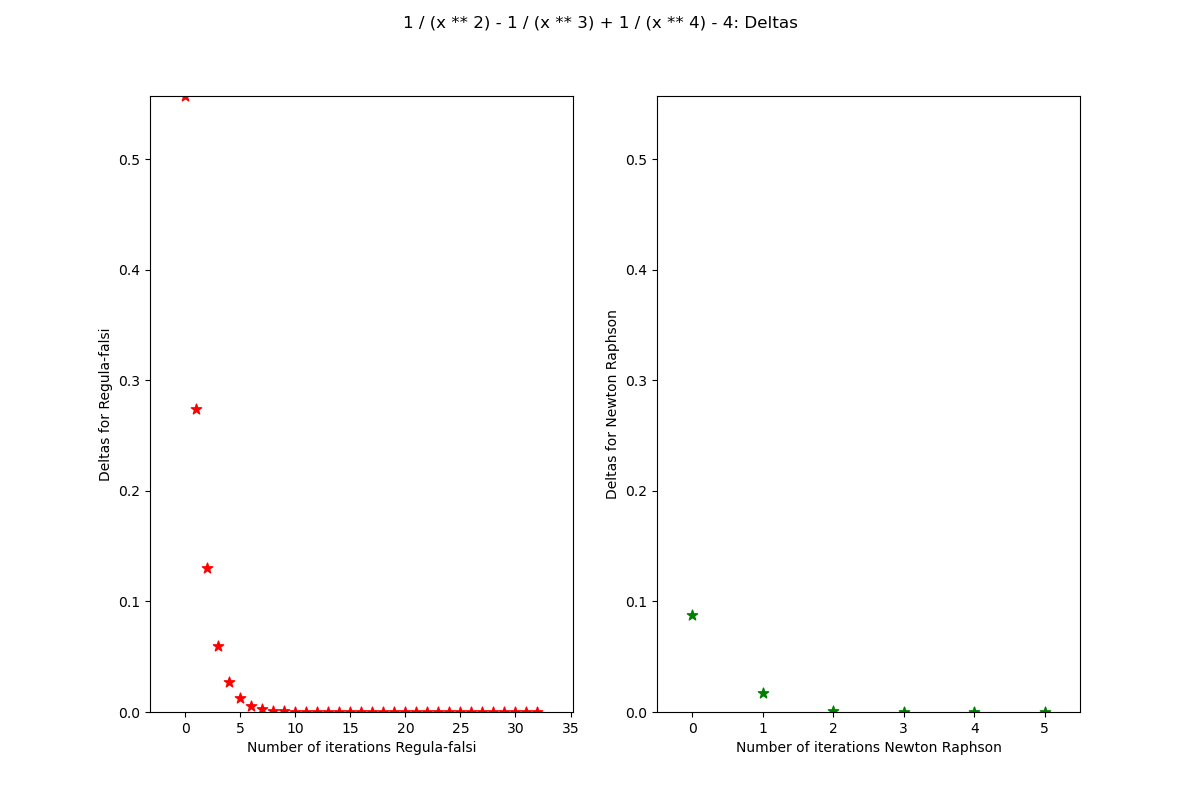 1 / (x ** 2) - 1 / (x ** 3) + 1 / (x ** 4) - 4: Deltas
Deltas for Regula-falsi
0.5
0.4
0.3
0.2
0.1
0.0
0 5 10 15 20 25 30 35
Number of iterations Regula-falsi
Deltas for Newton Raphson
0.5
0.4
0.3
0.2
0.1
0.0
0 1 2 3 4 5
Number of iterations Newton Raphson